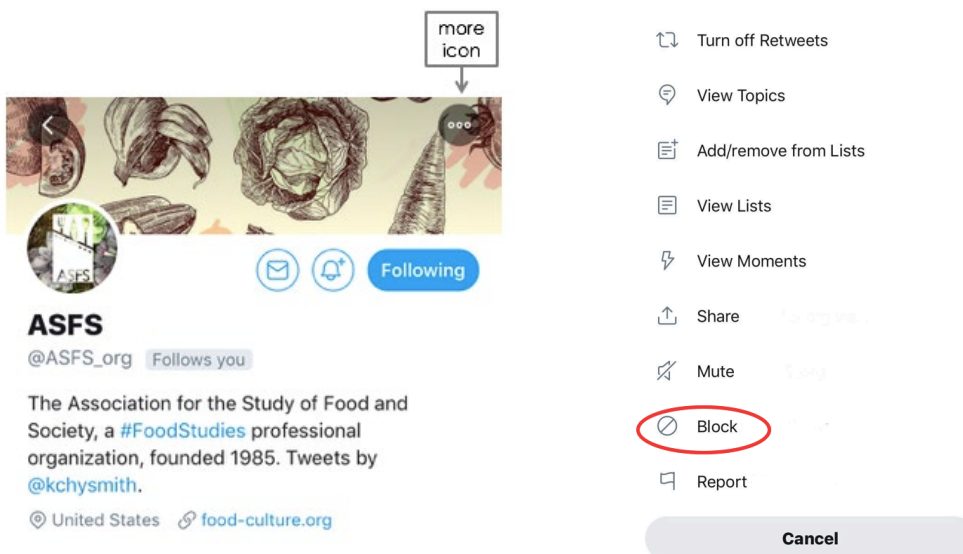 more
icon
ASFS
Following
ASFS
@ASFS_org Follows you
The Association for the Study of Food and
Society, a #FoodStudies professional
organization, founded 1985. Tweets by
@kchysmith.
United States food-culture.org
Turn off Retweets
View Topics
Add/remove from Lists
View Lists
View Moments
Share
Mute
Block
Report
Cancel